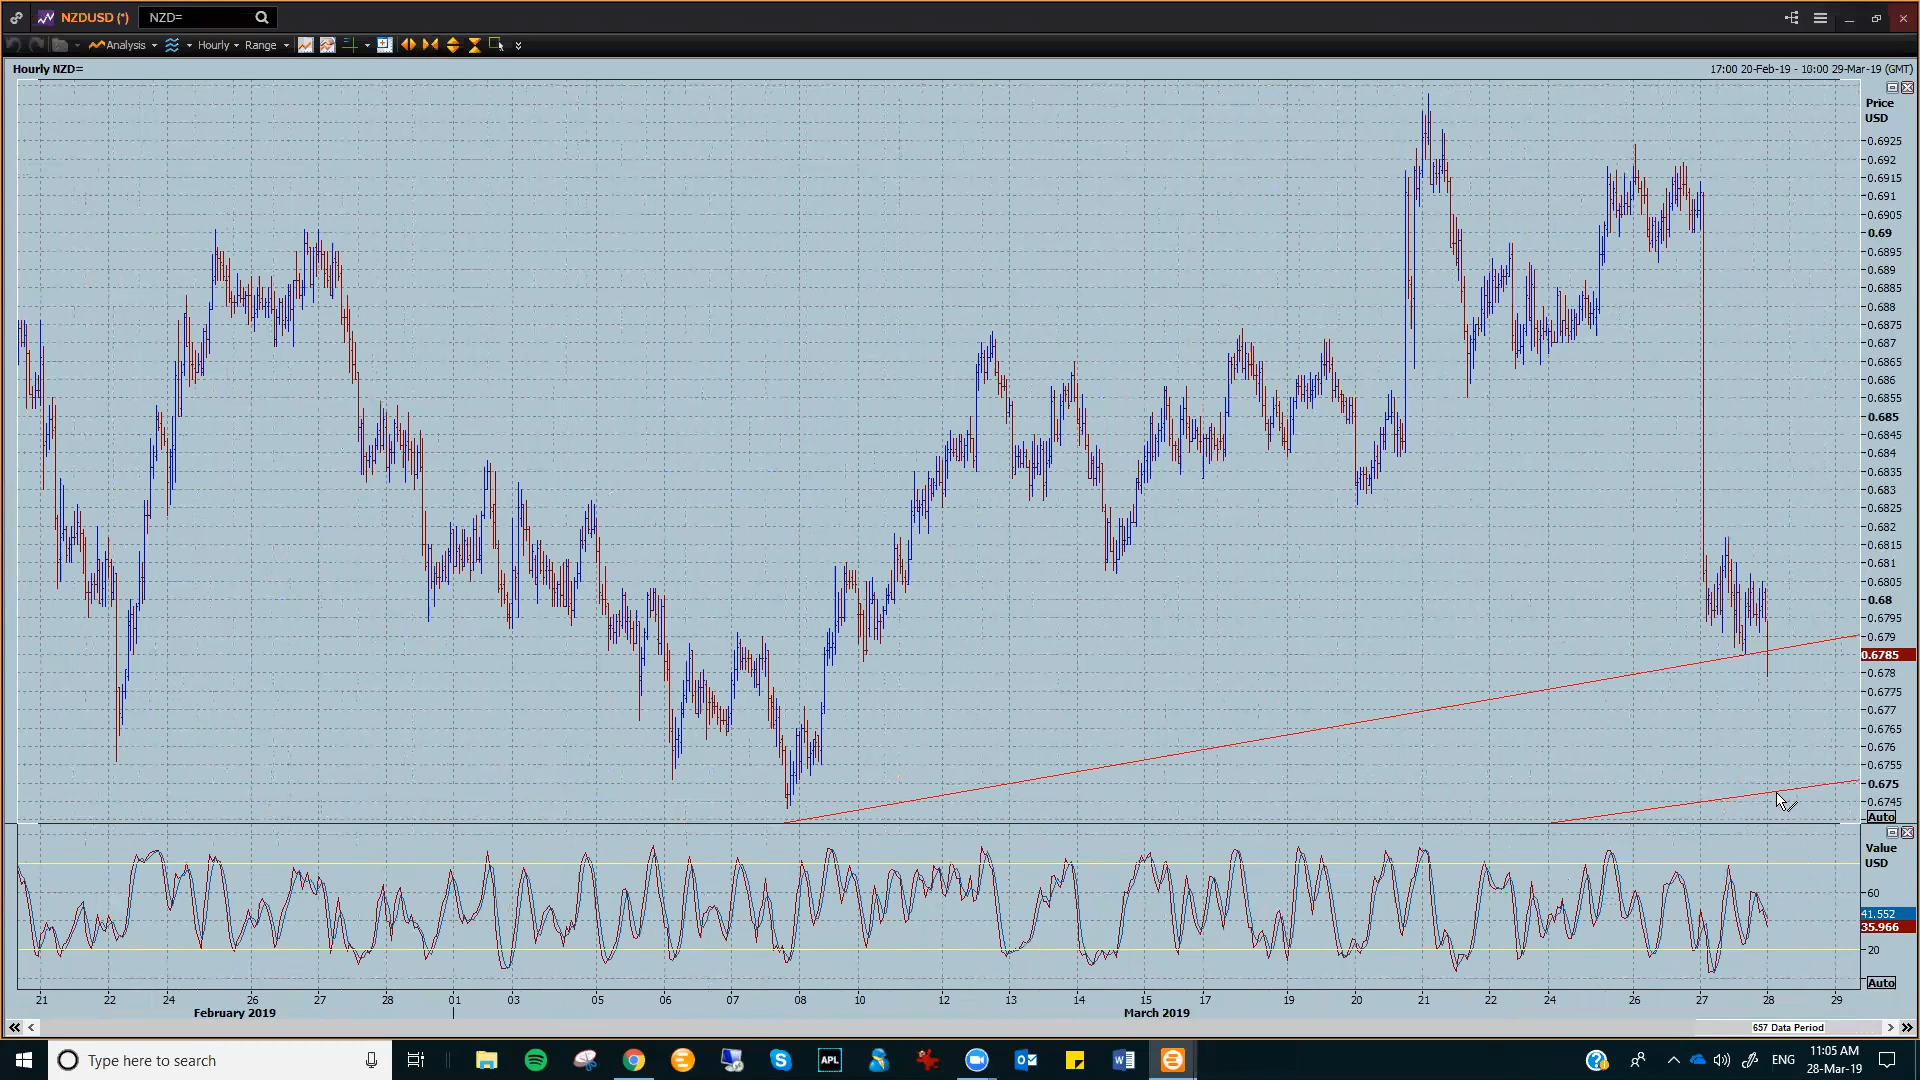 NZDUSD (*)
NZD=
Analysis
Hourly
Range
Hourly NZD=
17:00 20-Feb-19 - 10:00 29-Mar-19 (GMT)
Price
USD
0.6925
0.692
0.6915
0.691
0.6905
0.69
0.6895
0.689
0.6885
0.688
0.6875
0.687
0.6865
0.686
0.6855
0.685
0.6845
0.684
0.6835
0.683
0.6825
0.682
0.6815
0.681
0.6805
0.68
0.6795
0.679
0.6785
0.678
0.6775
0.677
0.6765
0.676
0.6755
0.675
0.6745
Auto
Value
USD
60
41.552
35.966
20
Auto
21 22 24 26 27 28 01 03 05 06 07 08 10 12 13 14 15 17 19 20 21 22 24 26 27 28 29
February 2019
March 2019
657 Data Period
Type here to search
APL
ENG
11:05 AM
28-Mar-19